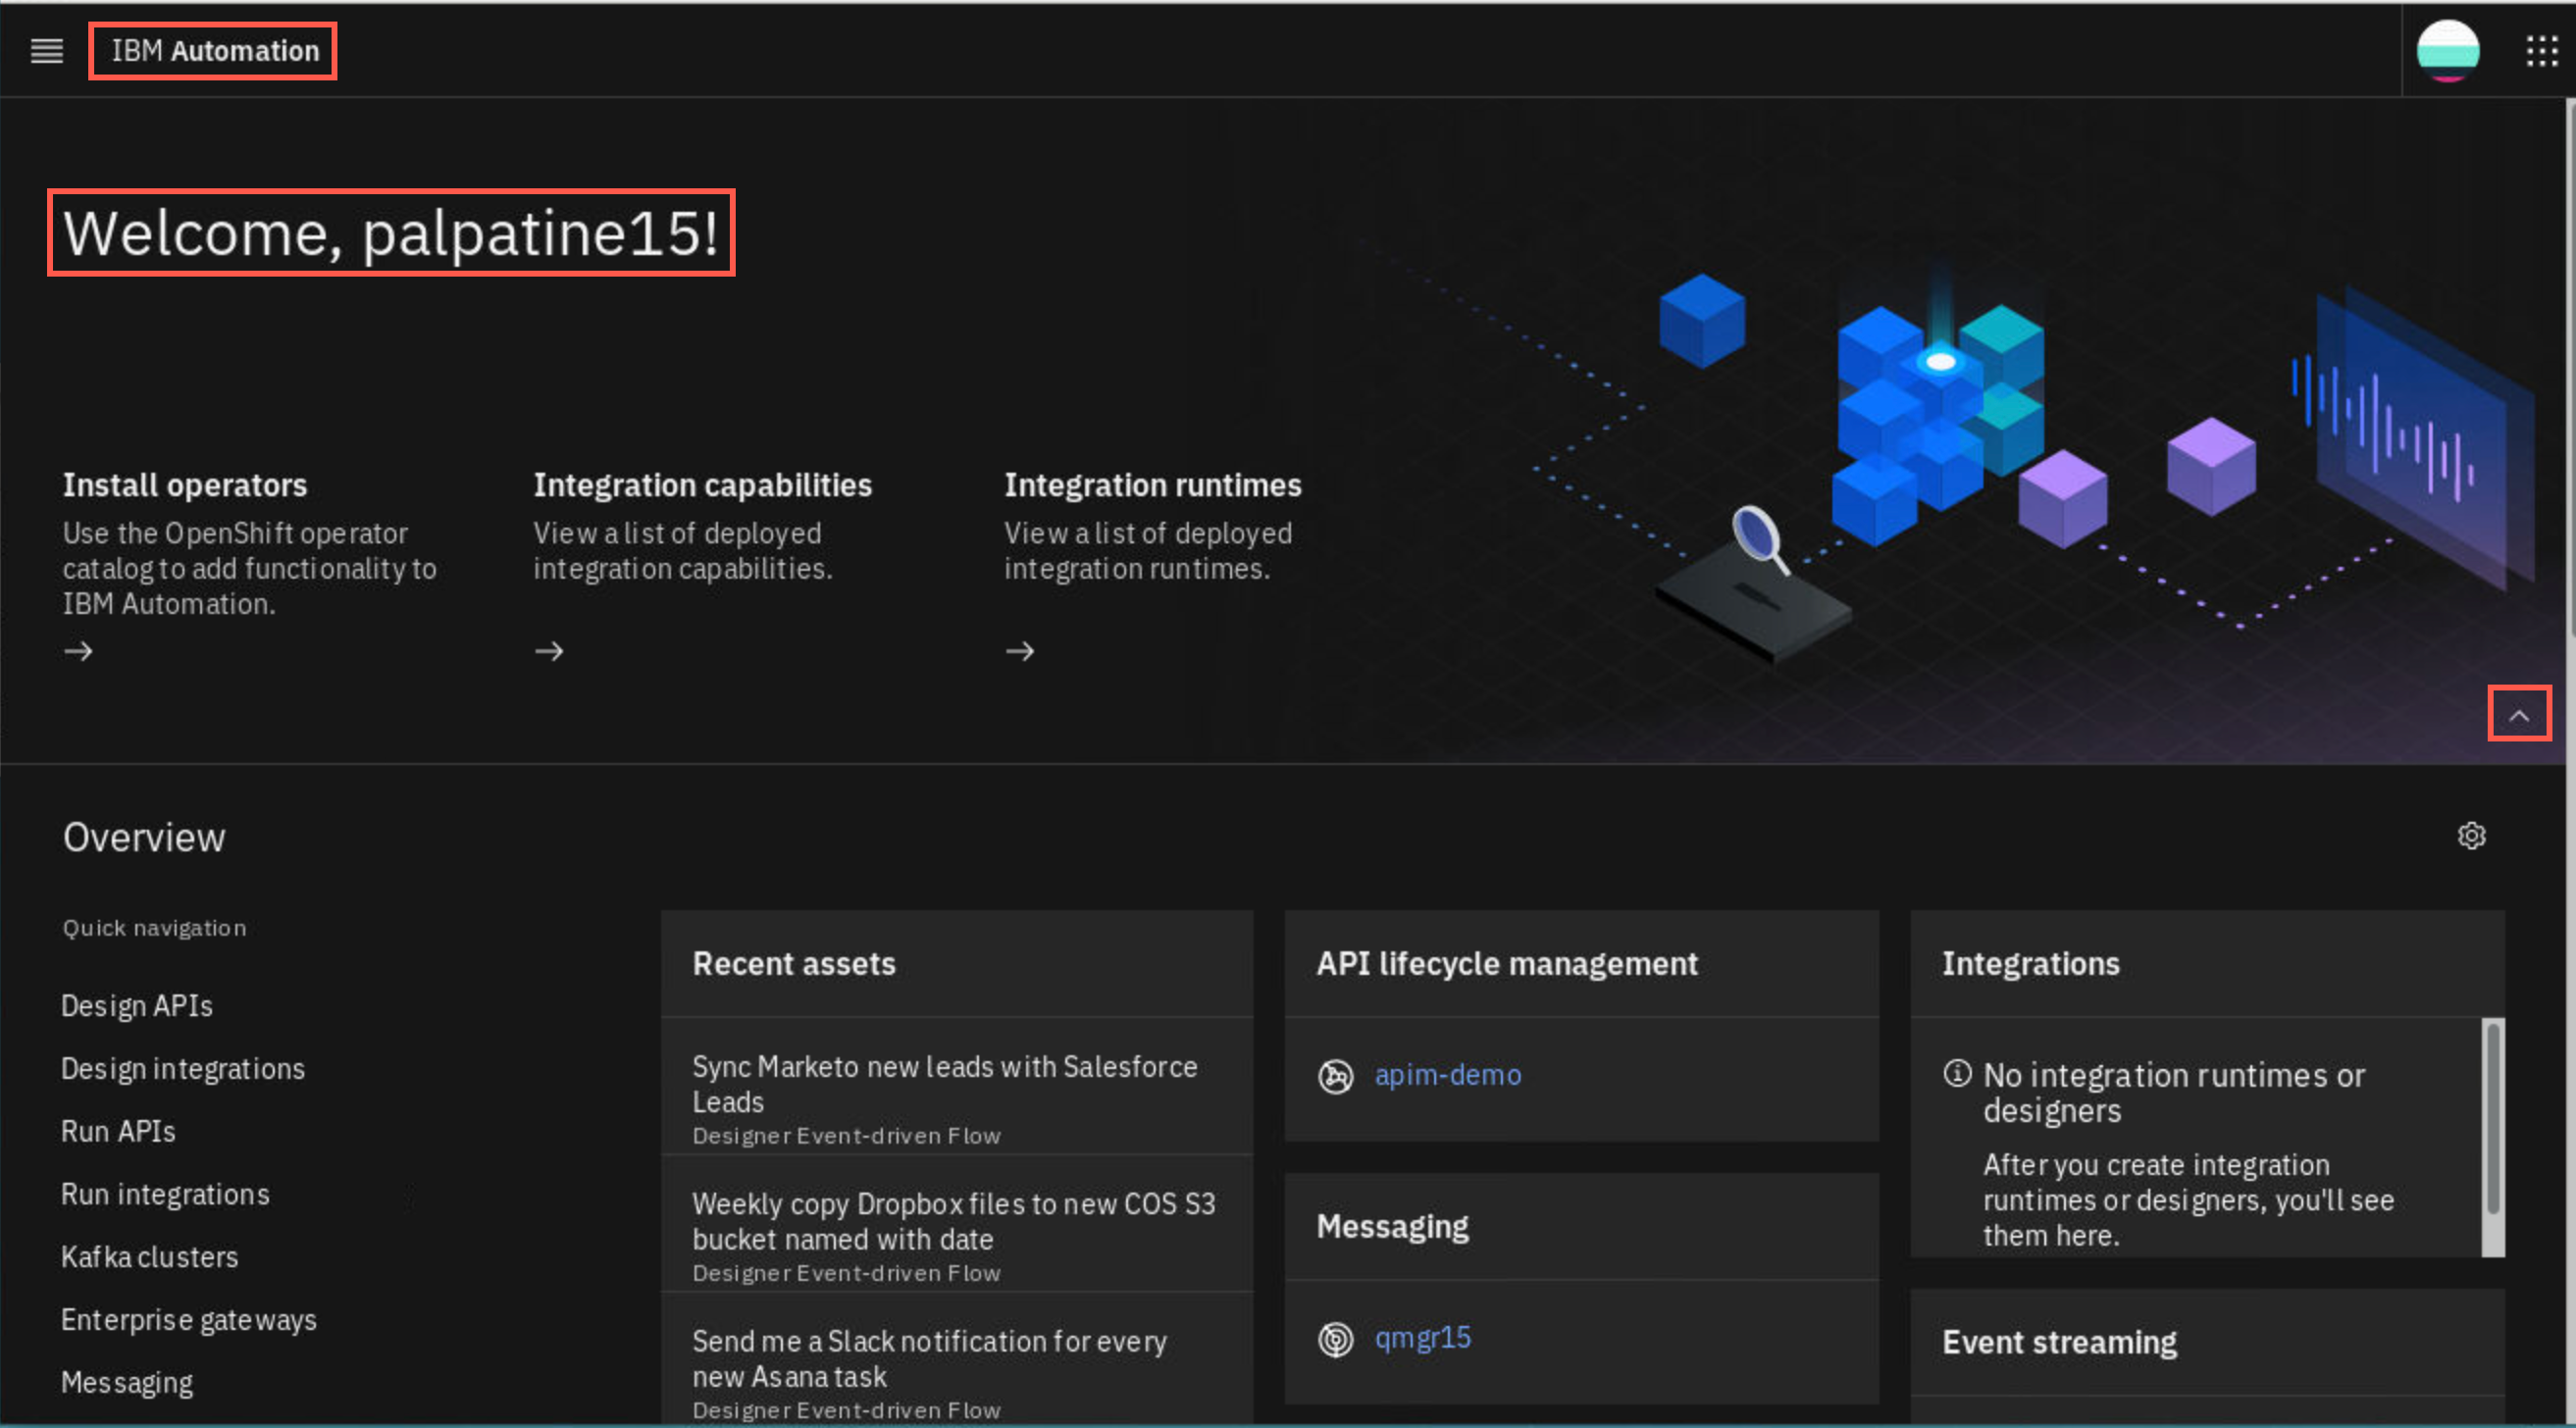 IBM Automation
Welcome, palpatine15!
Install operators
Use the OpenShift operator
catalog to add functionality to
IBM Automation.
Integration capabilities
View a list of deployed
integration capabilities.
Integration runtimes
View a list of deployed
integration runtimes.
Overview
Quick navigation
Design APIs
Design integrations
Run APIs
Run integrations
Kafka clusters
Enterprise gateways
Messaging
Recent assets
Sync Marketo new leads with Salesforce
Leads
Designer Event-driven Flow
Weekly copy Dropbox files to new COS S3
bucket named with date
Designer Event-driven Flow
Send me a Slack notification for every
new Asana task
Designer Event-driven Flow
API lifecycle management
apim-demo
Messaging
qmgr15
Integrations
No integration runtimes or
designers
After you create integration
runtimes or designers, you'll see
them here.
Event streaming